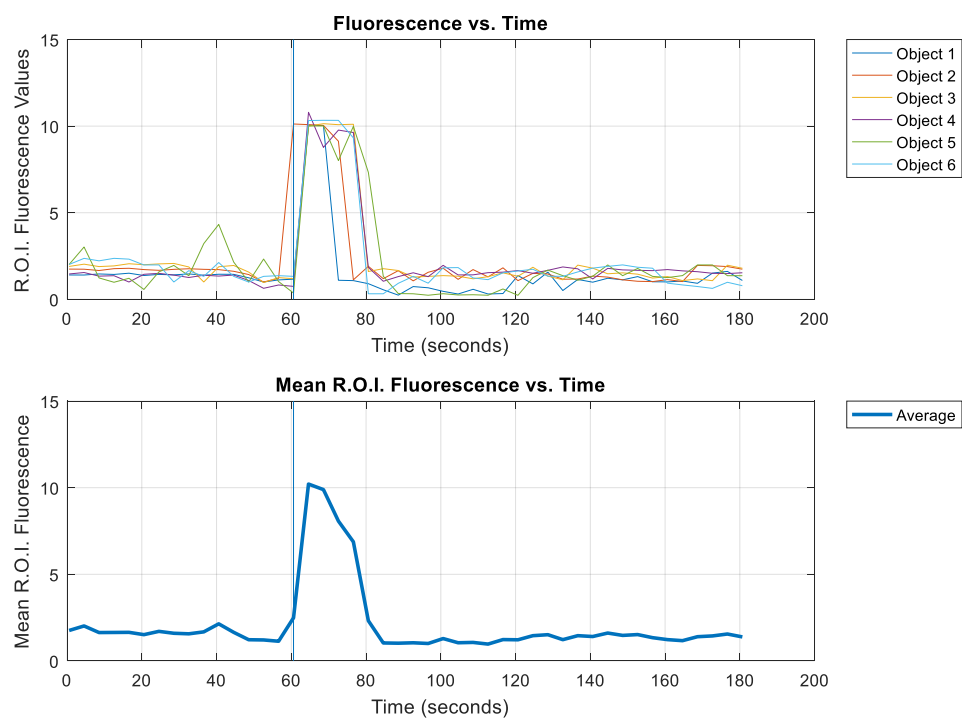 Fluorescence vs. Time
15
10
5
0
R.O.I. Fluorescence Values
0 20 40 60 80 100 120 140 160 180 200
Time (seconds)
Object 1
Object 2
Object 3
Object 4
Object 5
Object 6
Mean R.O.I. Fluorescence vs. Time
15
10
5
0
Mean R.O.I. Fluorescence
0 20 40 60 80 100 120 140 160 180 200
Time (seconds)
Average